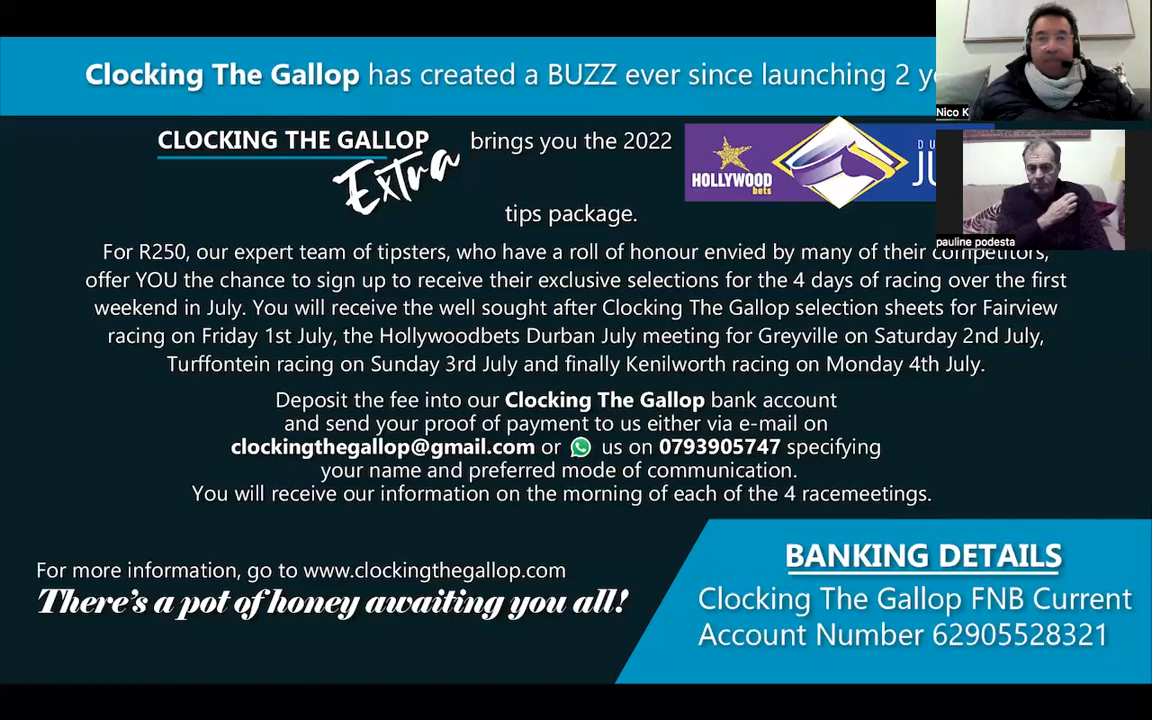 Clocking The Gallop has created a BUZZ ever since launching 2
Nico K
CLOCKING THE GALLOP
Extra
brings you the 2022
HOLLYWOOD
bets
tips package.
pauline podesta
For R250, our expert team of tipsters, who have a roll of honour envied by many of their competitors,
offer YOU the chance to sign up to receive their exclusive selections for the 4 days of racing over the first
weekend in July. You will receive the well sought after Clocking The Gallop selection sheets for Fairview
racing on Friday 1st July, the Hollywoodbets Durban July meeting for Greyville on Saturday 2nd July,
Turffontein racing on Sunday 3rd July and finally Kenilworth racing on Monday 4th July.
Deposit the fee into our Clocking The Gallop bank account
and send your proof of payment to us either via e-mail on
clockingthegallop@gmail.com or us on 0793905747 specifying
your name and preferred mode of communication.
You will receive our information on the morning of each of the 4 racemeetings.
For more information, go to www.clockingthegallop.com
There's a pot of honey awaiting you all!
BANKING DETAILS
Clocking The Gallop FNB Current
Account Number 62905528321